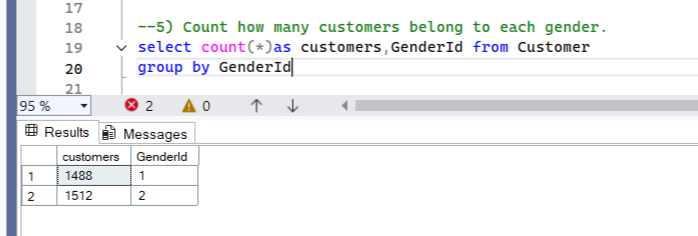 17
18 --5) Count how many customers belong to each gender.
19 select count(*)as customers,GenderId from Customer
20 group by GenderId
21
95 % 2 0
Results Messages
customers GenderId
1 1488 1
2 1512 2